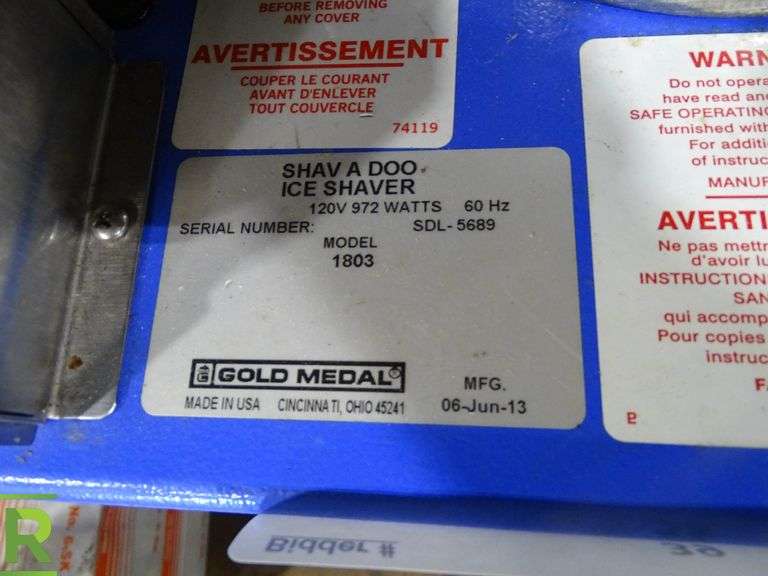 BEFORE REMOVING
ANY COVER
AVERTISSEMENT
COUPER LE COURANT
AVANT D'ENLEVER
TOUT COUVERCLE
74119
SHAV A DOO
ICE SHAVER
120V 972 WATTS 60 Hz
SERIAL NUMBER: SDL-5689
MODEL
1803
GOLD MEDAL
MFG.
MADE IN USA CINCINNATI, OHIO 45241
06-Jun-13
WARN
Do not opera
have read and
SAFE OPERATING
furnished with
For additio
of instruc
MANUF
AVERTI
Ne pas mettr
d'avoir lu
INSTRUCTION
SAN
qui accomp
Pour copies
instruc
Bidder #
R